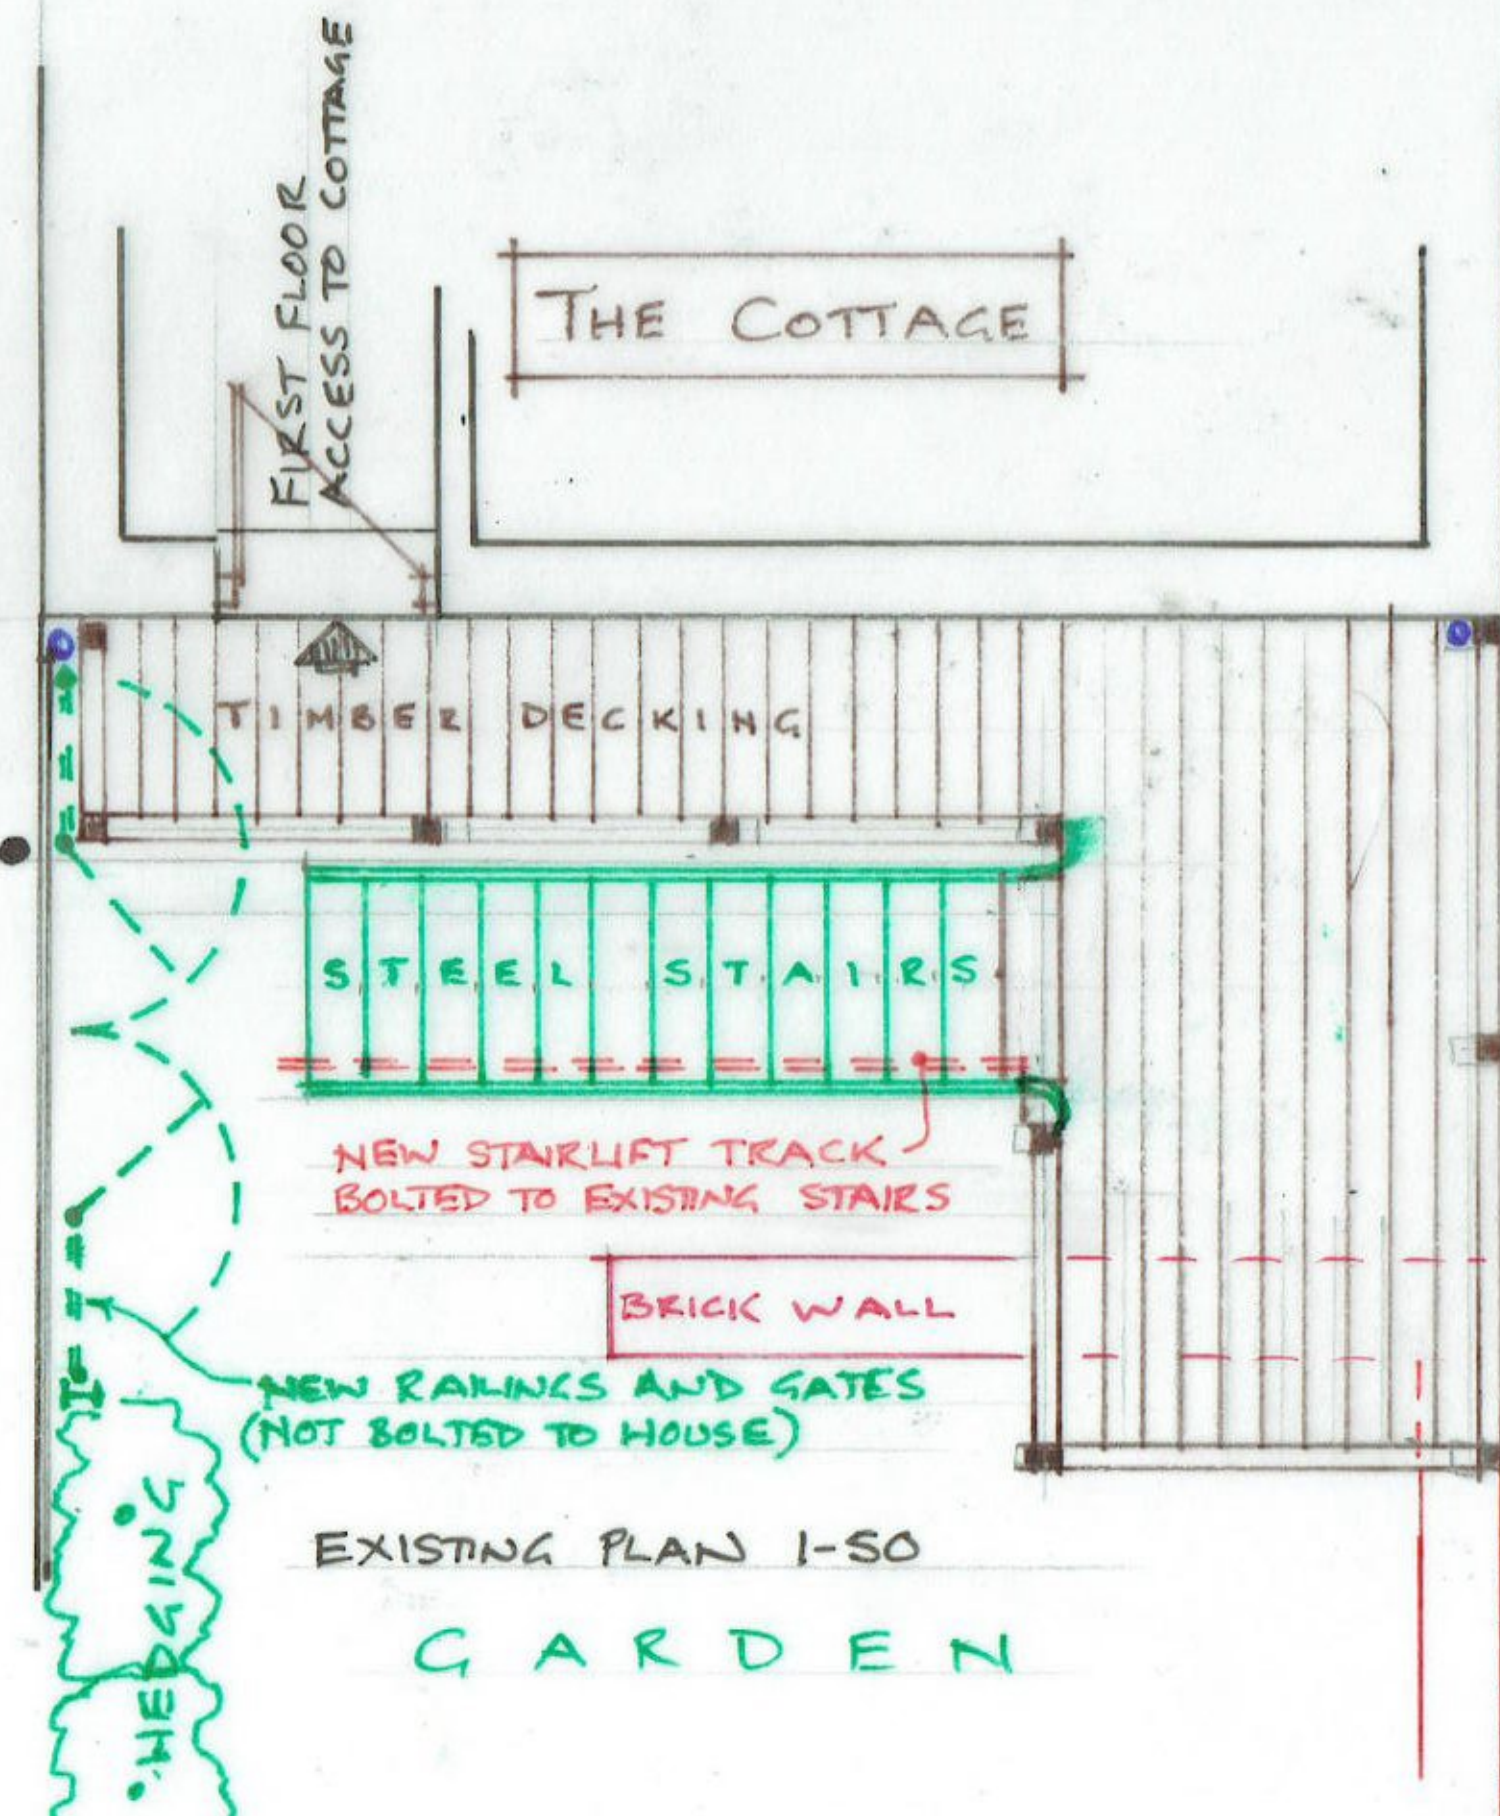 FIRST FLOOR
ACCESS TO COTTAGE
THE COTTAGE
TIMBER DECKING
STEEL STAIRS
NEW STAIRLIFT TRACK
BOLTED TO EXISTING STAIRS
BRICK WALL
NEW RAILINGS AND GATES
(NOT BOLTED TO HOUSE)
HEDGING
EXISTING PLAN 1-50
GARDEN